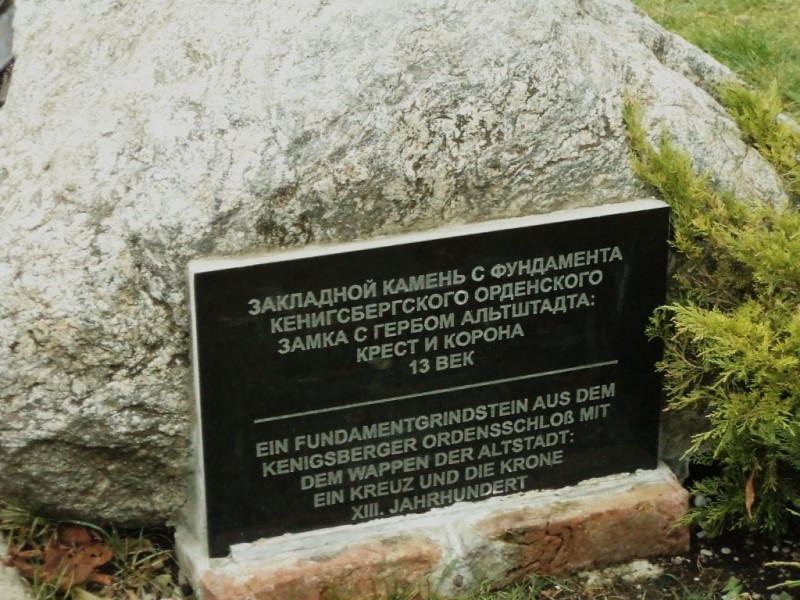 ЗАКЛАДНОЙ КАМЕНЬ С ФУНДАМЕНТА
КЕНИГСБЕРГСКОГО ОРДЕНСКОГО
ЗАМКА С ГЕРБОМ АЛЬТШТАДТА:
КРЕСТ И КОРОНА
13 ВЕК
EIN FUNDAMENTGRINDSTEIN AUS DEM
KENIGSBERGER ORDENSSCHLOß MIT
DEM WAPPEN DER ALTSTADT:
EIN KREUZ UND DIE KRONE
XIII. JAHRHUNDERT